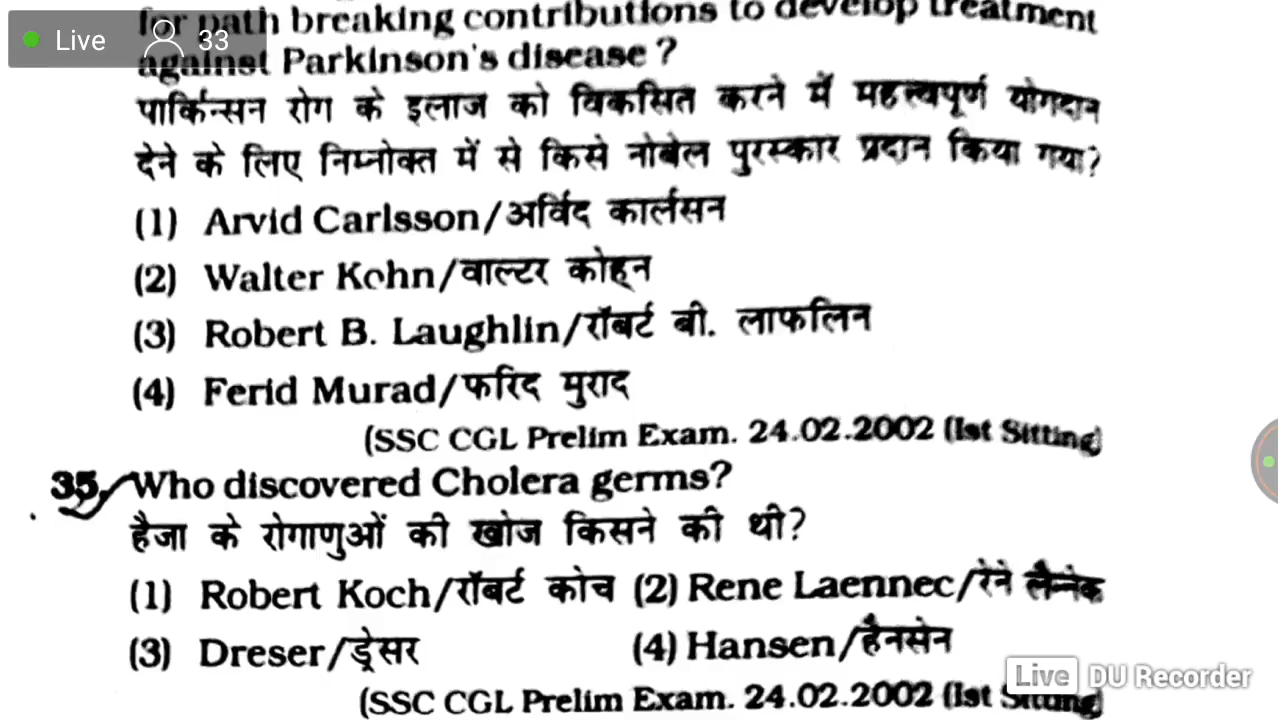 for path breaking contributions to develop treatment
Live 33
against Parkinson's disease ?
पार्किन्सन रोग के इलाज को विकसित करने में महत्त्वपूर्ण योगदान
देने के लिए निम्नोक्त में से किसे नोबेल पुरस्कार प्रदान किया गया?
(1) Arvid Carlsson/अर्विद कार्लसन
(2) Walter Kohn/वाल्टर कोह्न
(3) Robert B. Laughlin/रॉबर्ट बी. लाफलिन
(4) Ferid Murad/फरिद मुराद
(SSC CGL Prelim Exam. 24.02.2002 (Ist Sitting)
35. Who discovered Cholera germs?
हैजा के रोगाणुओं की खोज किसने की थी?
(1) Robert Koch/रॉबर्ट कोच (2) Rene Laennec/रेने लैन्नेक
(3) Dreser/ड्रेसर (4) Hansen/हैनसेन
Live DU Recorder
(SSC CGL Prelim Exam. 24.02.2002 (Ist Sitting)